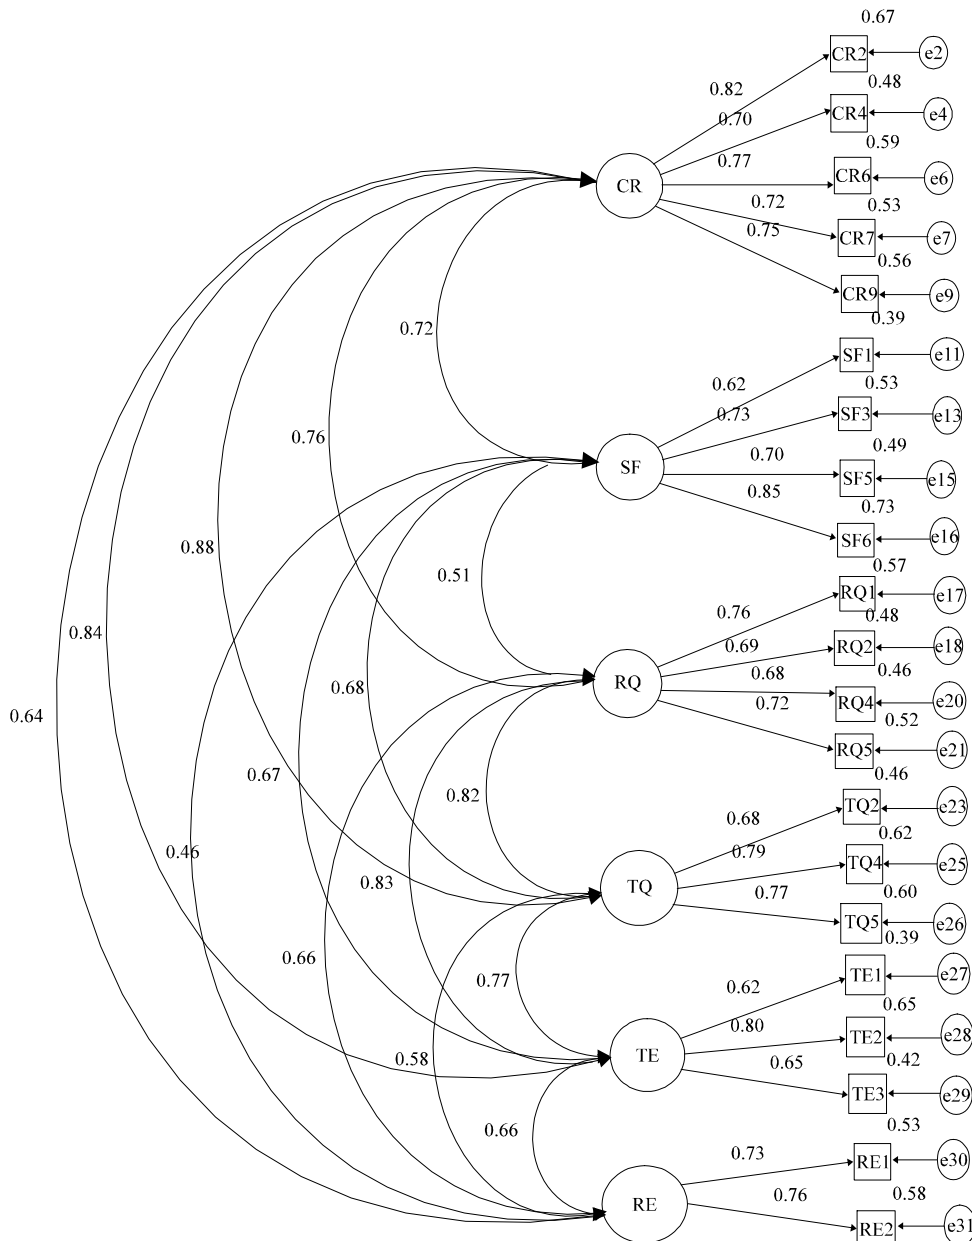 0.67
CR2 e2
0.82 0.48
0.70 CR4 e4
0.77 0.59
CR CR6 e6
0.72 0.53
0.75 CR7 e7
0.56
CR9 e9
0.72 0.39
SF1 e11
0.62 0.53
0.73 SF3 e13
0.76 0.49
SF 0.70 SF5 e15
0.85 0.73
0.88 SF6 e16
0.51 0.57
0.76 RQ1 e17
0.48
0.84 0.69 RQ2 e18
0.68 0.46
RQ 0.68 RQ4 e20
0.64 0.72 0.52
RQ5 e21
0.67 0.46
0.82 0.68 TQ2 e23
0.62
0.46 0.79 TQ4 e25
0.83 TQ 0.77 0.60
TQ5 e26
0.66 0.39
0.77 0.62 TE1 e27
0.65
0.80 TE2 e28
0.58 TE 0.65 0.42
TE3 e29
0.66 0.53
0.73 RE1 e30
RE 0.76 0.58
RE2 e31